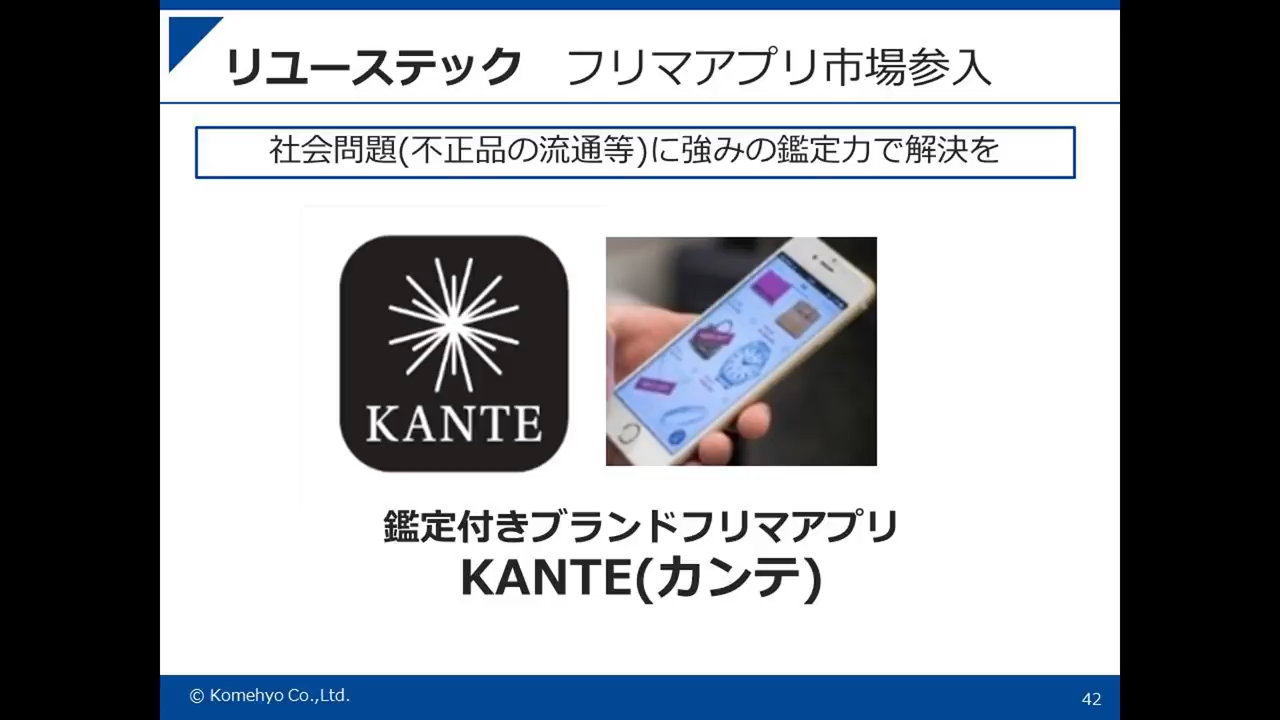 リユーステック　フリマアプリ市場参入
社会問題(不正品の流通等)に強みの鑑定力で解決を
KANTE
鑑定付きブランドフリマアプリ
KANTE(カンテ)
© Komehyo Co.,Ltd.
42